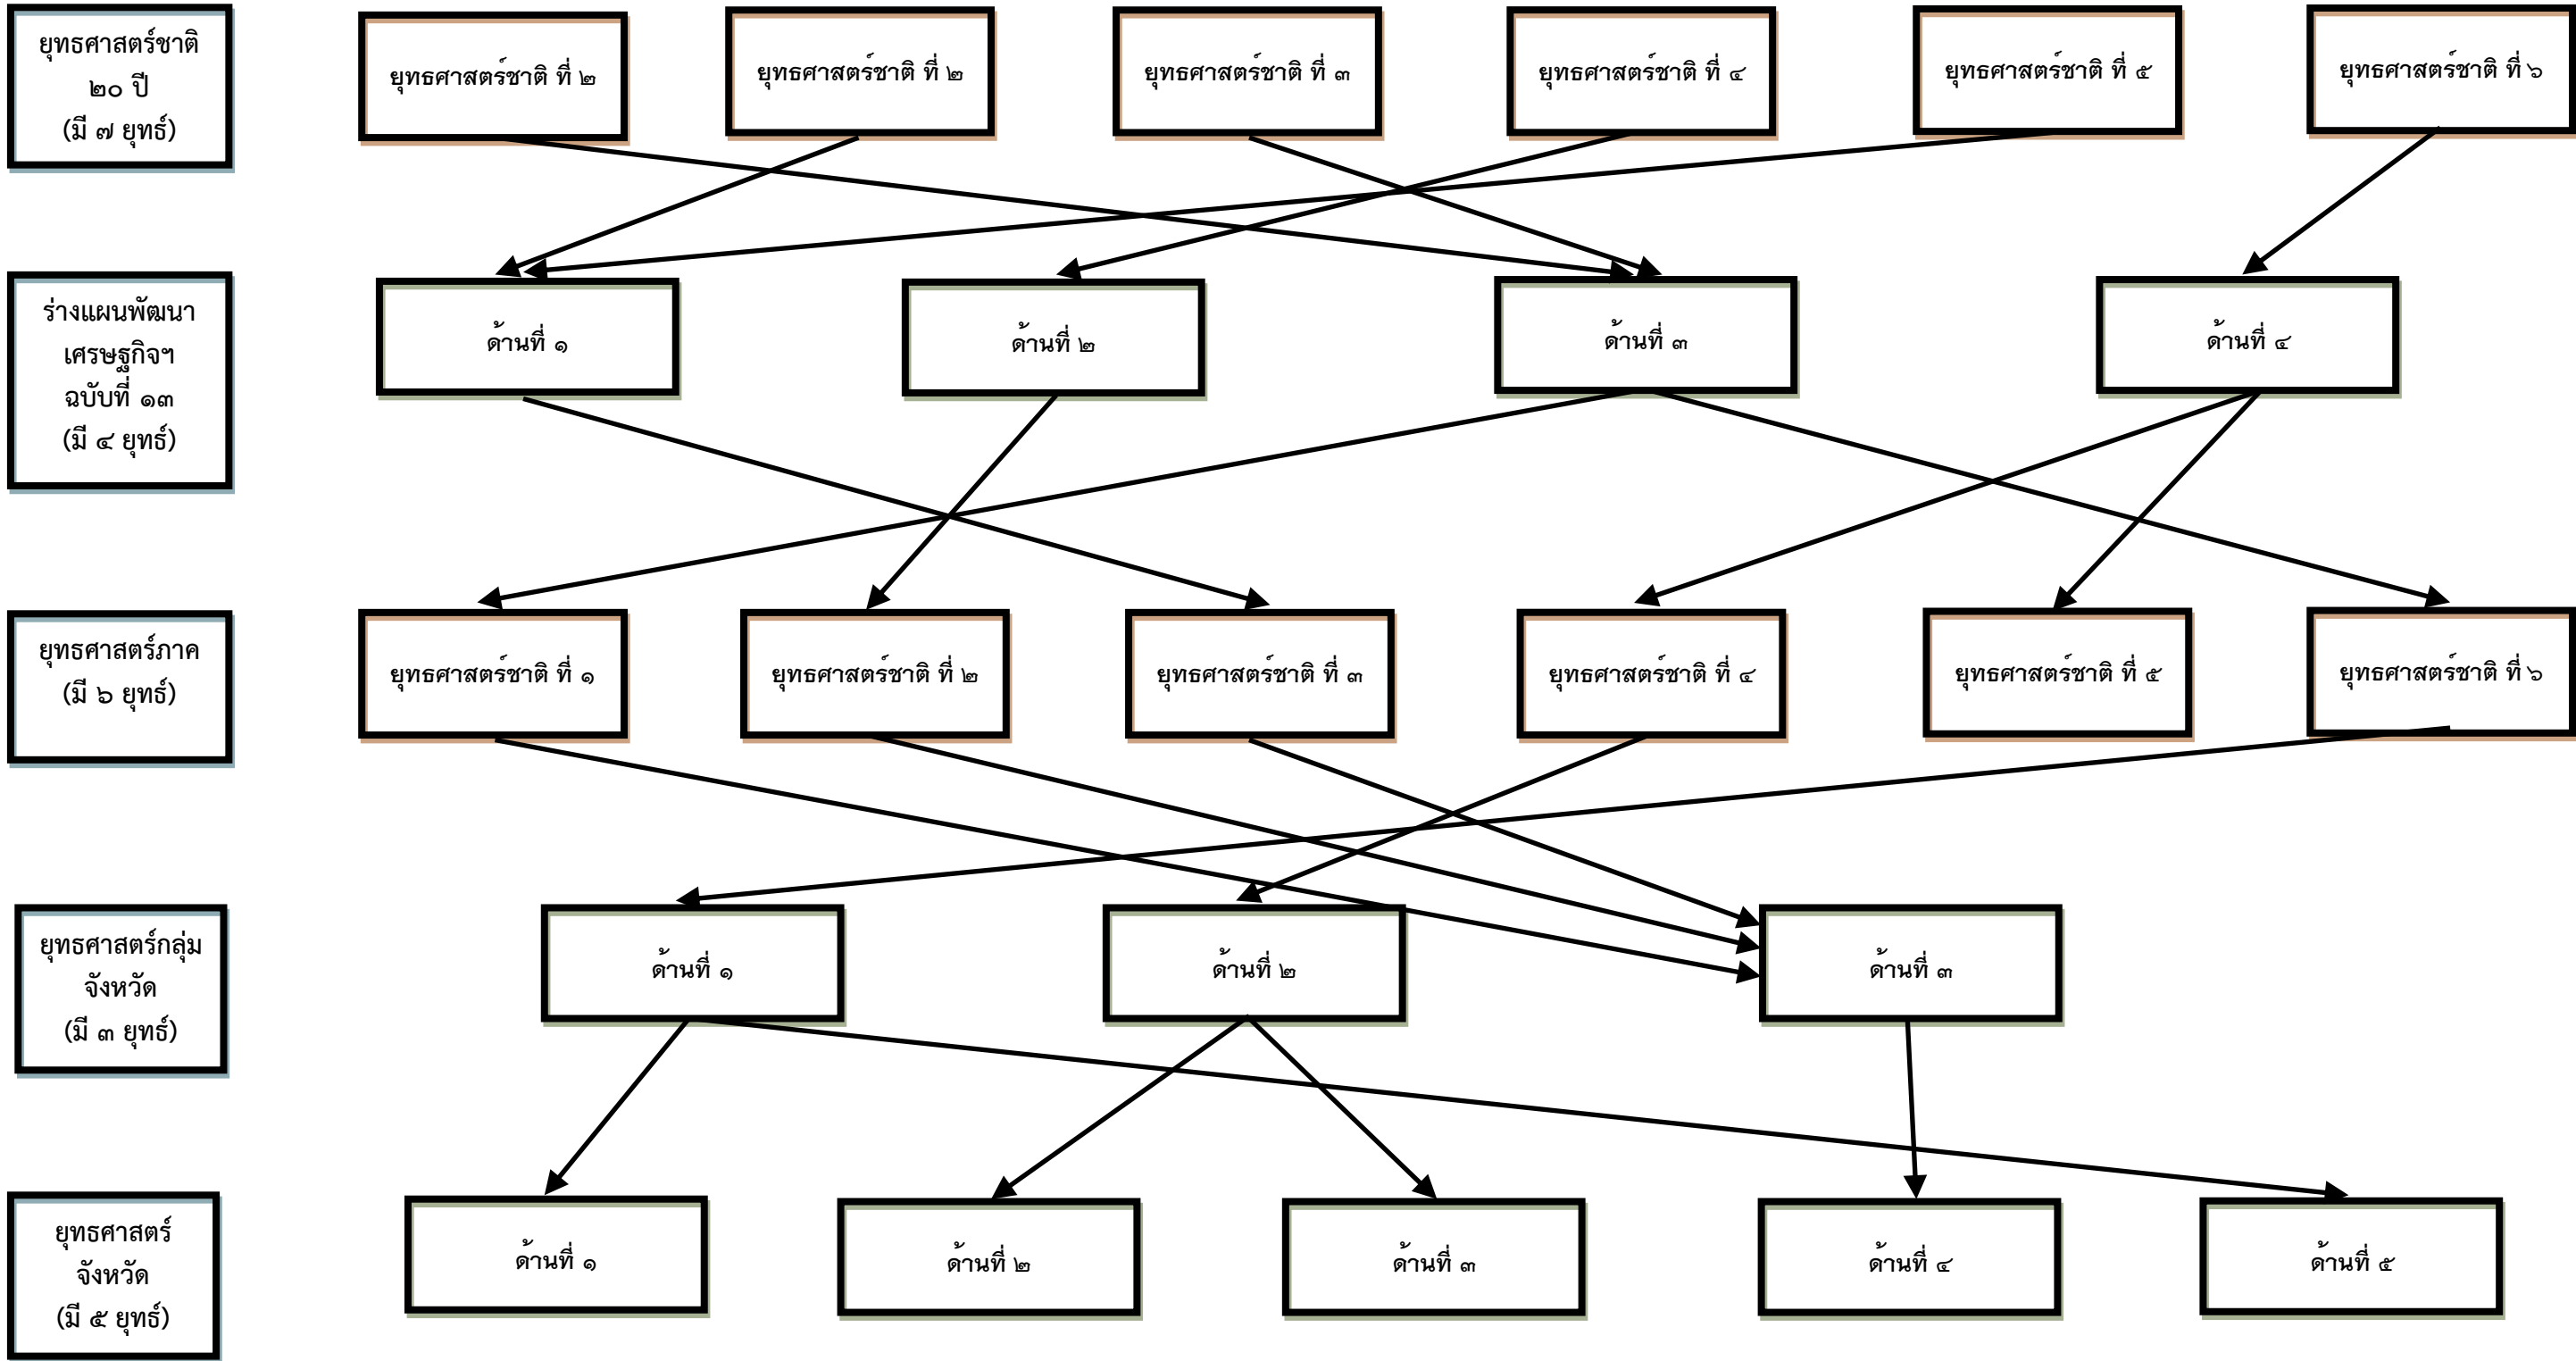 ยุทธศาสตร์ชาติ
๒๐ ปี
(มี ๗ ยุทธ์)
ยุทธศาสตร์ชาติ ที่ ๒
ยุทธศาสตร์ชาติ ที่ ๒
ยุทธศาสตร์ชาติ ที่ ๓
ยุทธศาสตร์ชาติ ที่ ๔
ยุทธศาสตร์ชาติ ที่ ๕
ยุทธศาสตร์ชาติ ที่ ๖
ร่างแผนพัฒนา
เศรษฐกิจฯ
ฉบับที่ ๑๓
(มี ๔ ยุทธ์)
ด้านที่ ๑
ด้านที่ ๒
ด้านที่ ๓
ด้านที่ ๔
ยุทธศาสตร์ภาค
(มี ๖ ยุทธ์)
ยุทธศาสตร์ชาติ ที่ ๑
ยุทธศาสตร์ชาติ ที่ ๒
ยุทธศาสตร์ชาติ ที่ ๓
ยุทธศาสตร์ชาติ ที่ ๔
ยุทธศาสตร์ชาติ ที่ ๕
ยุทธศาสตร์ชาติ ที่ ๖
ยุทธศาสตร์กลุ่ม
จังหวัด
(มี ๓ ยุทธ์)
ด้านที่ ๑
ด้านที่ ๒
ด้านที่ ๓
ยุทธศาสตร์
จังหวัด
(มี ๕ ยุทธ์)
ด้านที่ ๑
ด้านที่ ๒
ด้านที่ ๓
ด้านที่ ๔
ด้านที่ ๕